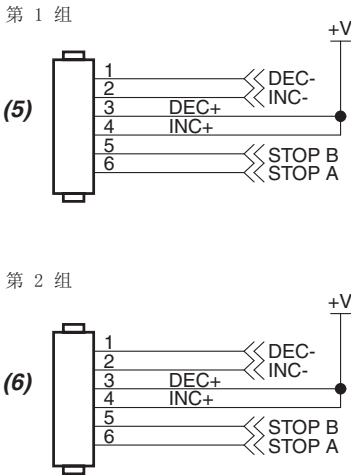 第 1 组
+V
1 DEC-
2 INC-
(5) 3 DEC+
4 INC+
5 STOP B
6 STOP A
第 2 组
+V
1 DEC-
2 INC-
(6) 3 DEC+
4 INC+
5 STOP B
6 STOP A